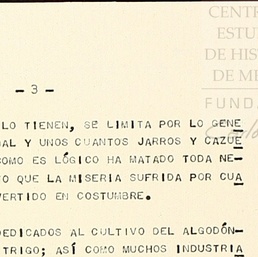 CENT
ESTU
DE HIS
DE ME
FUNDA
- 3 -
LO TIENEN, SE LIMITA POR LO GENE
AL Y UNOS CUANTOS JARROS Y CAZUE
COMO ES LÓGICO HA MATADO TODA NE-
O QUE LA MISERIA SUFRIDA POR CUA
VERTIDO EN COSTUMBRE.
DEDICADOS AL CULTIVO DEL ALGODÓN-
TRIGO; ASÍ COMO MUCHOS INDUSTRIA